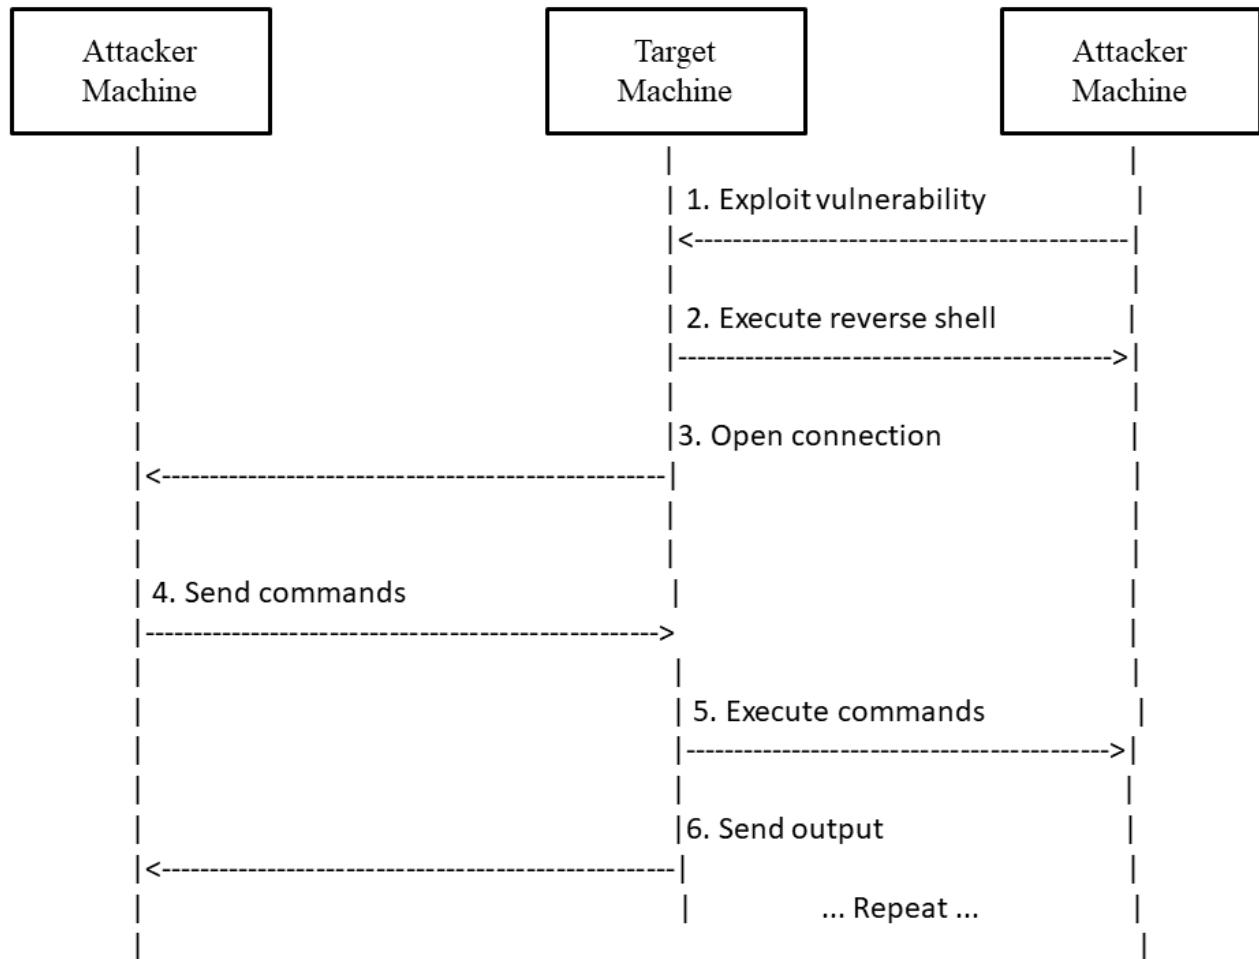 Attacker
Machine
Target
Machine
Attacker
Machine
1. Exploit vulnerability
2. Execute reverse shell
3. Open connection
4. Send commands
5. Execute commands
6. Send output
... Repeat ...